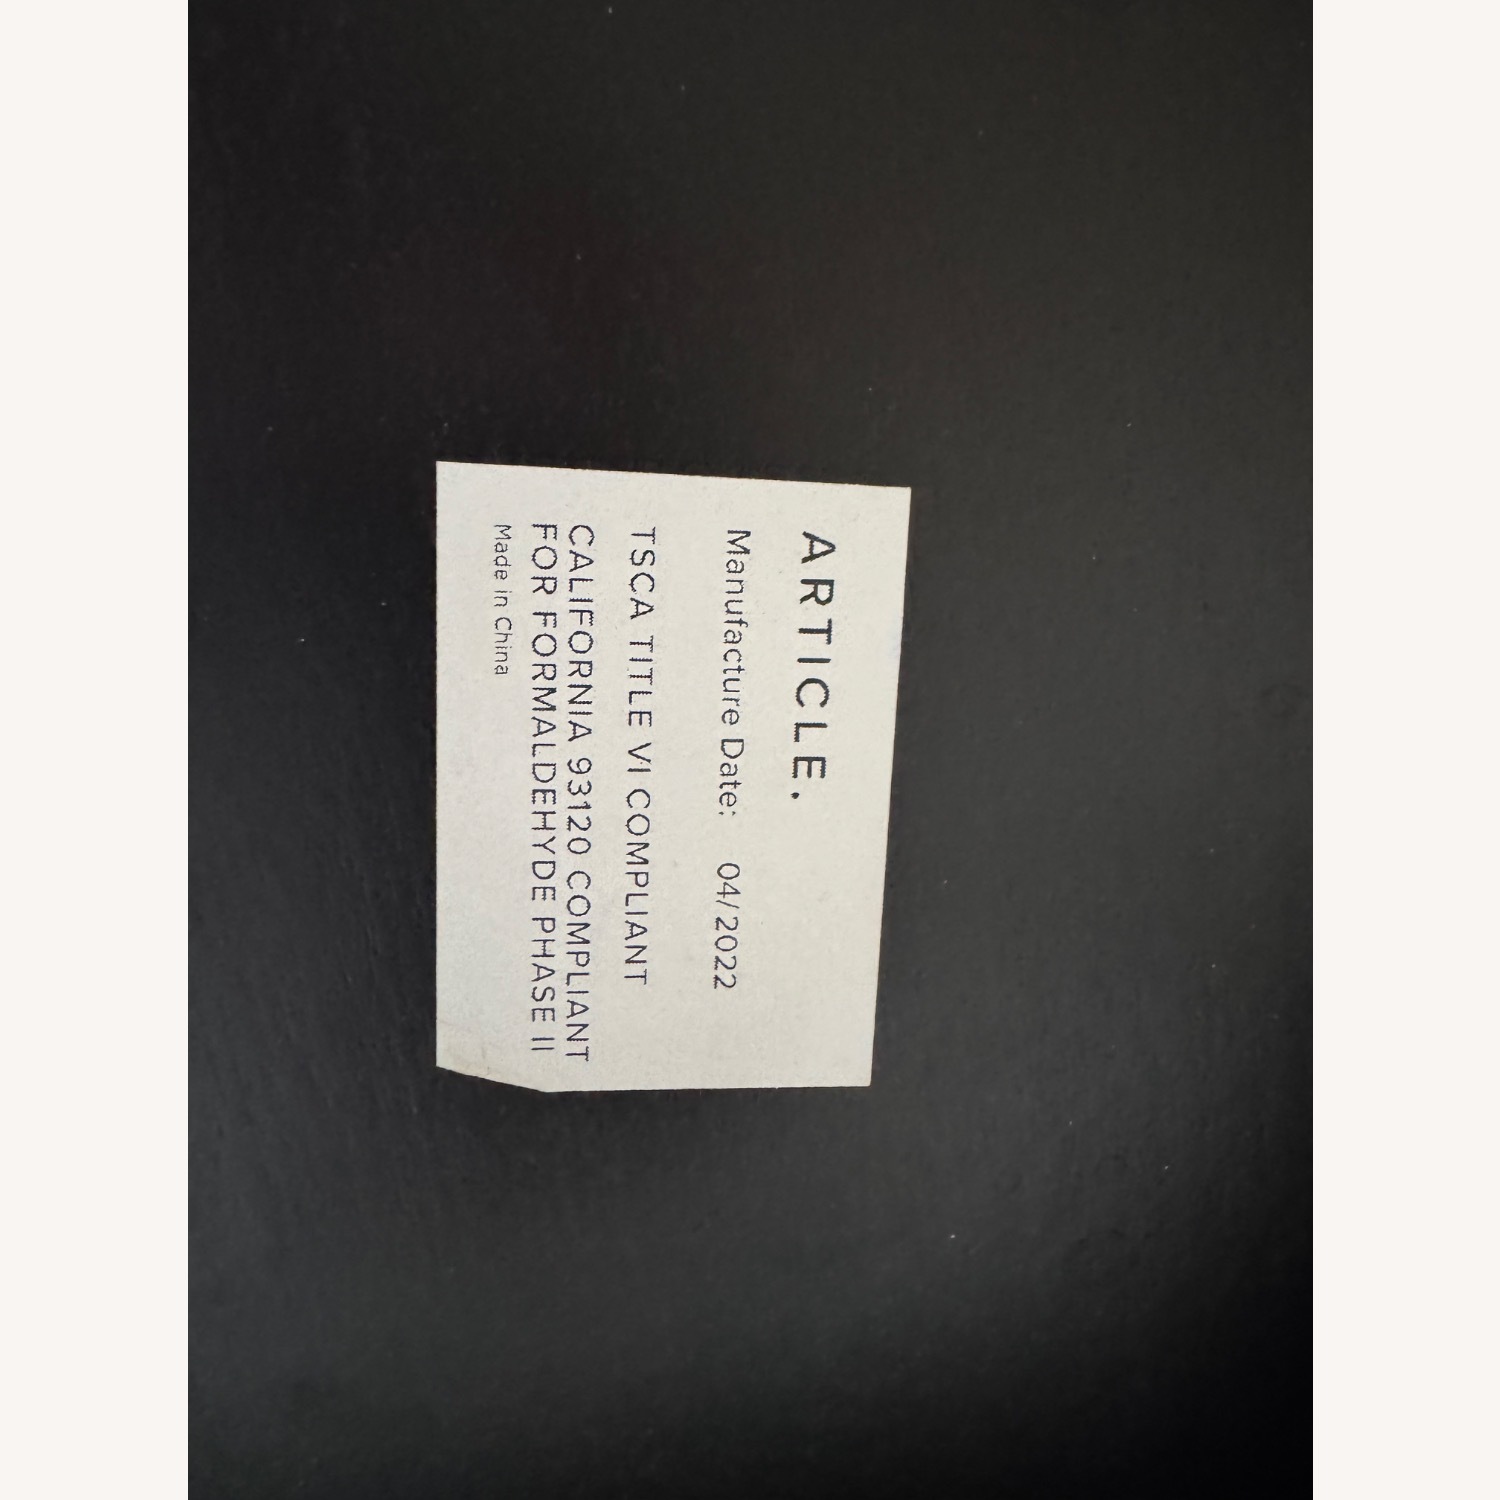 ARTICLE.
Manufacture Date: 04/2022
TSCA TITLE VI COMPLIANT
CALIFORNIA 93120 COMPLIANT
FOR FORMALDEHYDE PHASE II
Made in China